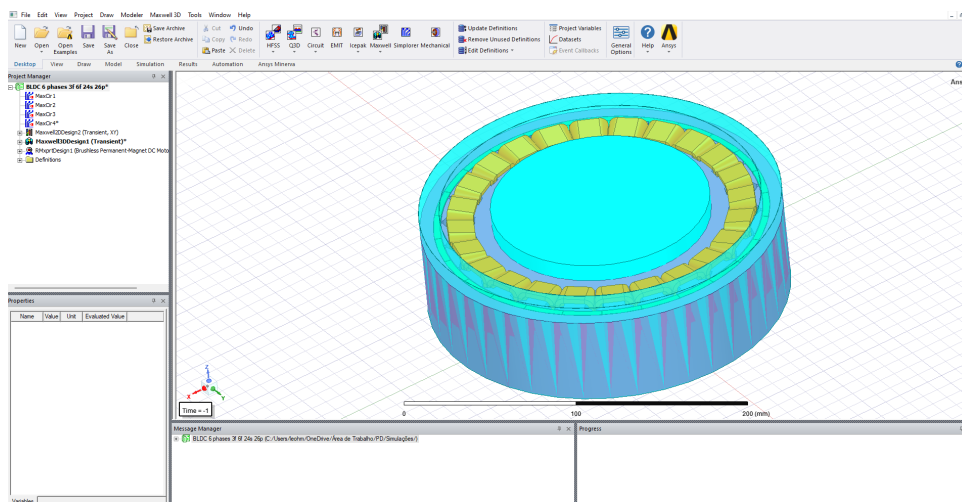 File Edit View Project Draw Modeler Maxwell 3D Tools Window Help
New Open Open Examples Save Save As Close Save Archive Restore Archive Cut Copy Paste Undo Redo Delete HFSS Q3D Circuit EMIT Icepak Maxwell Simplorer Mechanical Update Definitions Remove Unused Definitions Edit Definitions Project Variables Datasets Event Callbacks General Options Help Ansys
Desktop View Draw Model Simulation Results Automation Ansys Minerva
Project Manager
BLDC 6 phases 3f 6f 24s 26p*
MaxCir1
MaxCir2
MaxCir3
MaxCir4*
Maxwell2DDesign2 (Transient, XY)
Maxwell3DDesign1 (Transient)*
RMxprtDesign1 (Brushless Permanent-Magnet DC Moto
Definitions
Ans
Properties
Name Value Unit Evaluated Value
Variables
Z
X
Y
Time = -1
0 100 200 (mm)
Message Manager
BLDC 6 phases 3f 6f 24s 26p (C:/Users/leohm/OneDrive/Área de Trabalho/PD/Simulações/)
Progress